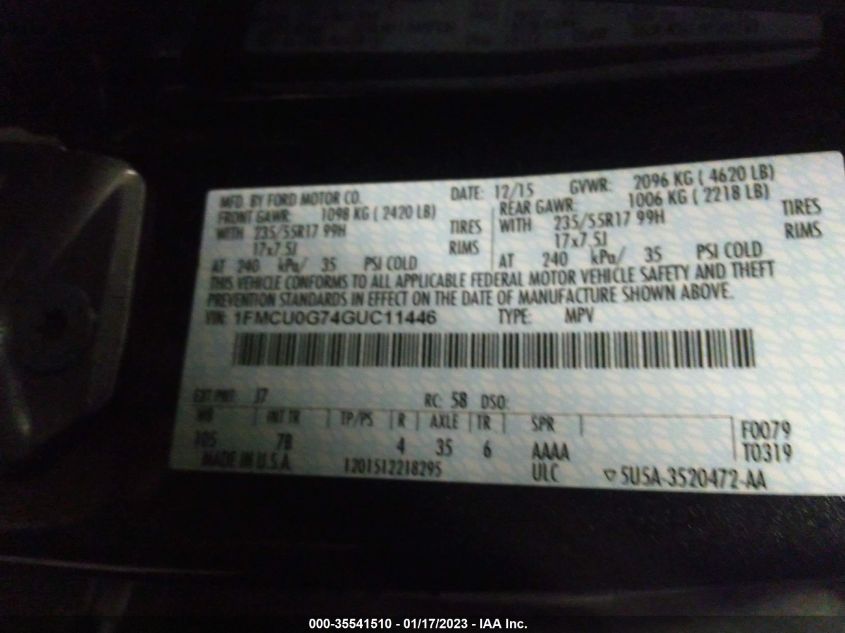 MFD. BY FORD MOTOR CO. DATE: 12/15 GVWR: 2096 KG ( 4620 LB)
FRONT GAWR: 1098 KG ( 2420 LB) REAR GAWR: 1006 KG ( 2218 LB)
WITH 235/55R17 99H TIRES WITH 235/55R17 99H TIRES
17x7.5J RIMS 17x7.5J RIMS
AT 240 kPa/ 35 PSI COLD AT 240 kPa/ 35 PSI COLD
THIS VEHICLE CONFORMS TO ALL APPLICABLE FEDERAL MOTOR VEHICLE SAFETY AND THEFT
PREVENTION STANDARDS IN EFFECT ON THE DATE OF MANUFACTURE SHOWN ABOVE.
VIN: 1FMCU0G74GUC11446 TYPE: MPV
EXT PNT: J7 RC: 58 DSO:
WB INT TR TP/PS R AXLE TR SPR F0079
105 7B 4 35 6 AAAA T0319
MADE IN U.S.A. 1201512218295 ULC 5U5A-3520472-AA
000-35541510 - 01/17/2023 - IAA Inc.